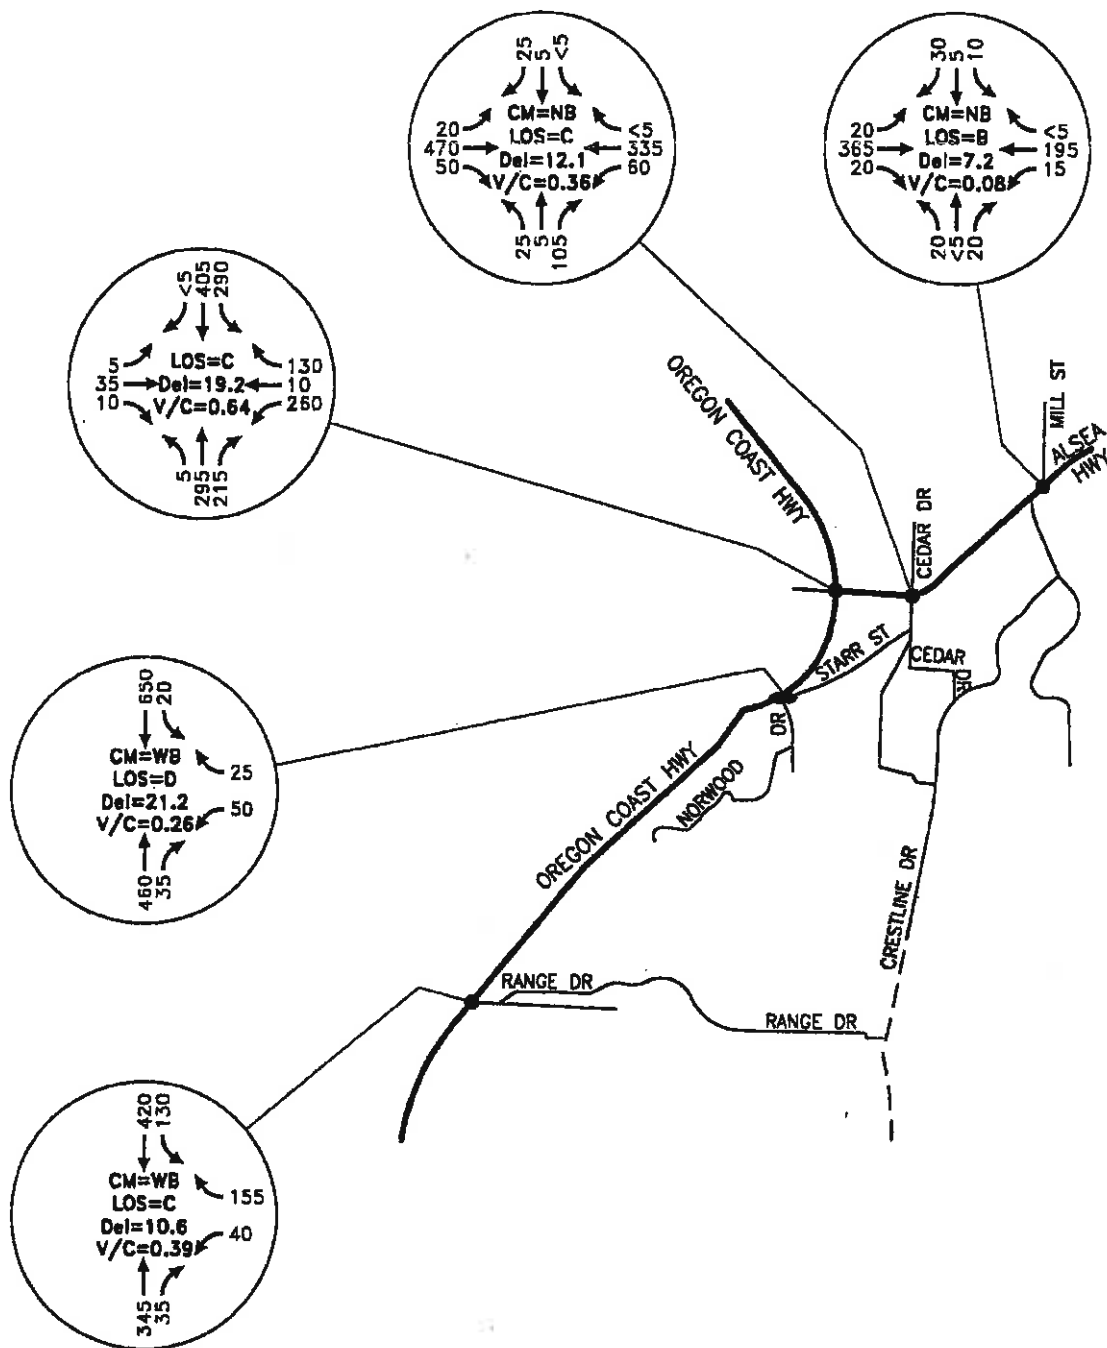 25 5 <5
CM=NB
LOS=C
Del=12.1
V/C=0.36
20
470
50
<5
335
60
25 5 105
30 5 10
CM=NB
LOS=B
Del=7.2
V/C=0.08
20
365
20
<5
195
15
20 <5 20
<5 405 290
LOS=C
Del=19.2
V/C=0.64
5
35
10
130
10
260
5 295 215
OREGON COAST HWY
MILL ST
ALSEA
HWY
CEDAR DR
STARR ST
CEDAR
DR
650 20
CM=WB
LOS=D
Del=21.2
V/C=0.26
25
50
460 35
NORWOOD
DR
OREGON COAST HWY
CRESTLINE DR
RANGE DR
RANGE DR
420 130
CM=WB
LOS=C
Del=10.6
V/C=0.39
155
40
345 35